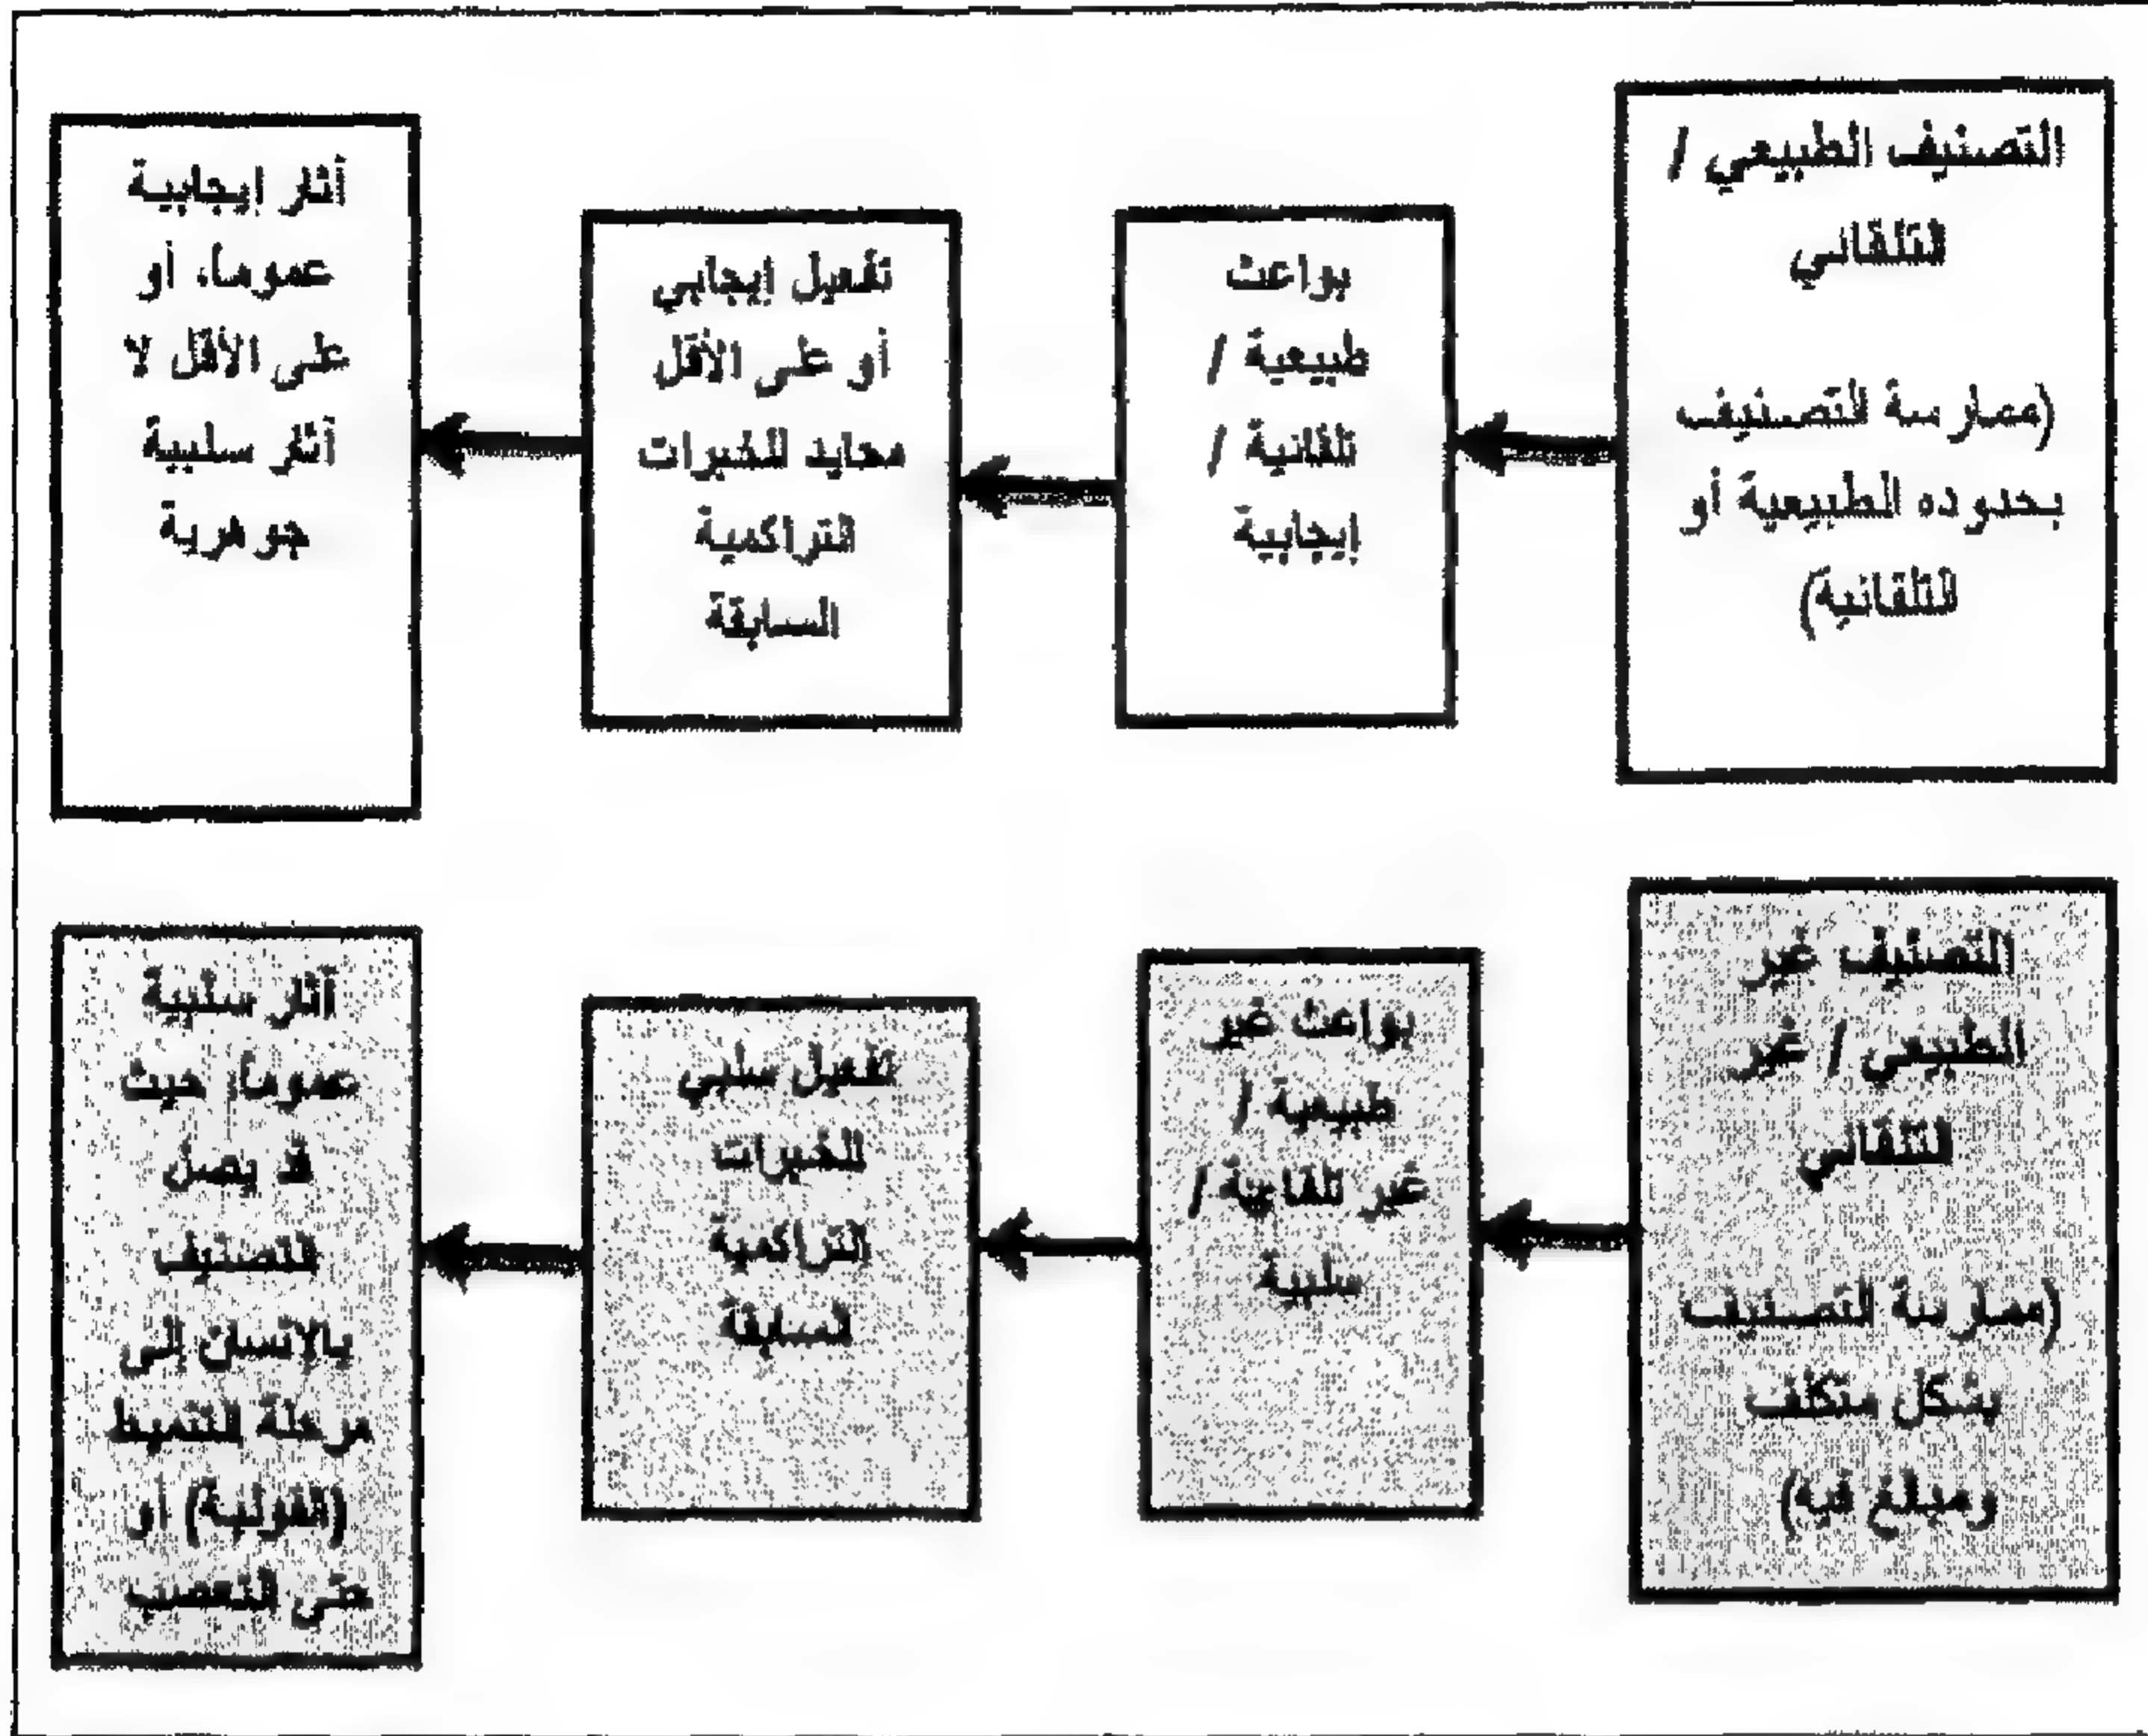 التصنيف الطبيعي /
التلقائي
(ممارسة التصنيف
بحدوده الطبيعية أو
التلقائية)
بواعث
طبيعية /
تلقائية /
إيجابية
تفعيل إيجابي
أو على الأقل
محايد للخبرات
التراكمية
السابقة
آثار إيجابية
عموماً، أو
على الأقل لا
آثار سلبية
جوهرية
التصنيف غير
الطبيعي / غير
التلقائي
(ممارسة التصنيف
بشكل متكلف
ومبالغ فيه)
بواعث غير
طبيعية /
غير تلقائية /
سلبية
تفعيل سلبي
للخبرات
التراكمية
السابقة
آثار سلبية
عموماً، حيث
قد يصل
التصنيف
بالإنسان إلى
مرحلة التنميط
(القولبة) أو
حتى التعصب